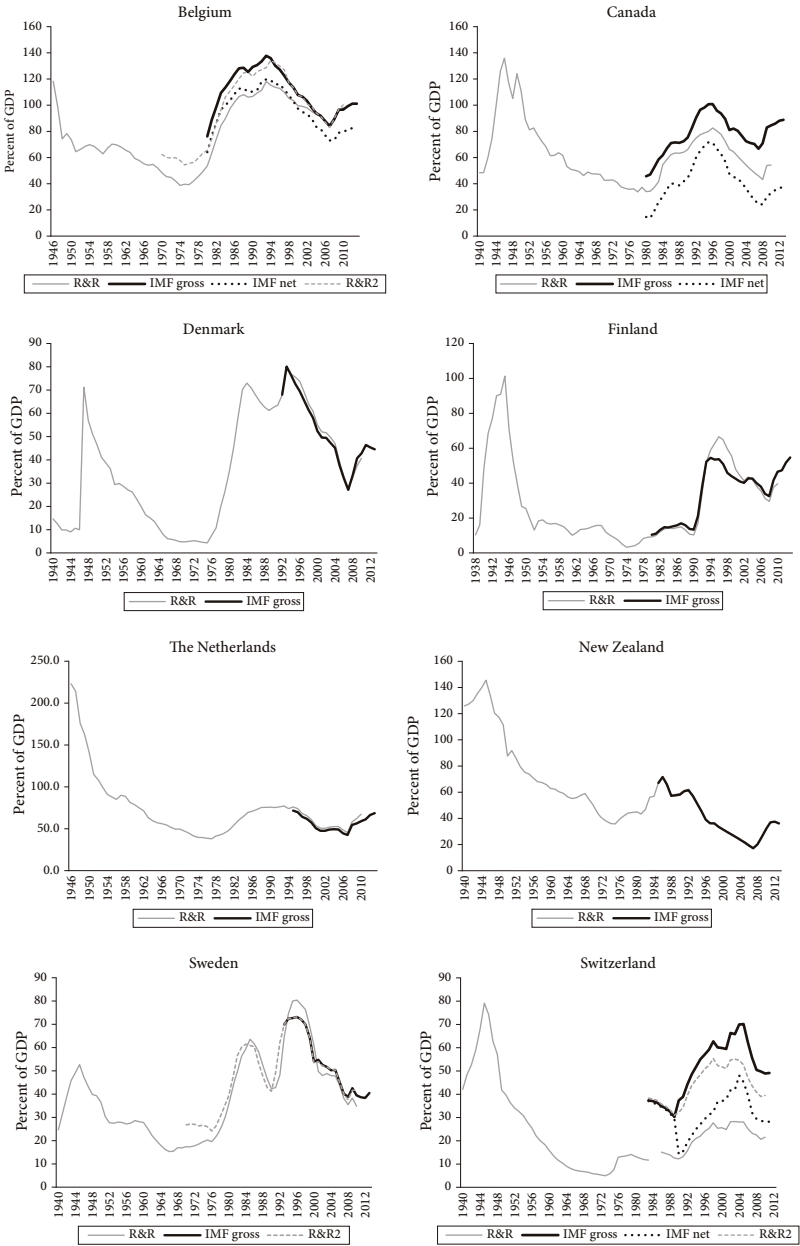 Belgium
Percent of GDP
160
140
120
100
80
60
40
20
0
1946 1950 1954 1958 1962 1966 1970 1974 1978 1982 1986 1990 1994 1998 2002 2006 2010
R&R IMF gross IMF net R&R2
Canada
Percent of GDP
160
140
120
100
80
60
40
20
0
1940 1944 1948 1952 1956 1960 1964 1968 1972 1976 1980 1984 1988 1992 1996 2000 2004 2008 2012
R&R IMF gross IMF net
Denmark
Percent of GDP
90
80
70
60
50
40
30
20
10
0
1940 1944 1948 1952 1956 1960 1964 1968 1972 1976 1980 1984 1988 1992 1996 2000 2004 2008 2012
R&R IMF gross
Finland
Percent of GDP
120
100
80
60
40
20
0
1938 1942 1946 1950 1954 1958 1962 1966 1970 1974 1978 1982 1986 1990 1994 1998 2002 2006 2010
R&R IMF gross
The Netherlands
Percent of GDP
250.0
200.0
150.0
100.0
50.0
0.0
1946 1950 1954 1958 1962 1966 1970 1974 1978 1982 1986 1990 1994 1998 2002 2006 2010
R&R IMF gross
New Zealand
Percent of GDP
160
140
120
100
80
60
40
20
0
1940 1944 1948 1952 1956 1960 1964 1968 1972 1976 1980 1984 1988 1992 1996 2000 2004 2008 2012
R&R IMF gross
Sweden
Percent of GDP
90
80
70
60
50
40
30
20
10
0
1940 1944 1948 1952 1956 1960 1964 1968 1972 1976 1980 1984 1988 1992 1996 2000 2004 2008 2012
R&R IMF gross R&R2
Switzerland
Percent of GDP
90
80
70
60
50
40
30
20
10
0
1940 1944 1948 1952 1956 1960 1964 1968 1972 1976 1980 1984 1988 1992 1996 2000 2004 2008 2012
R&R IMF gross IMF net R&R2